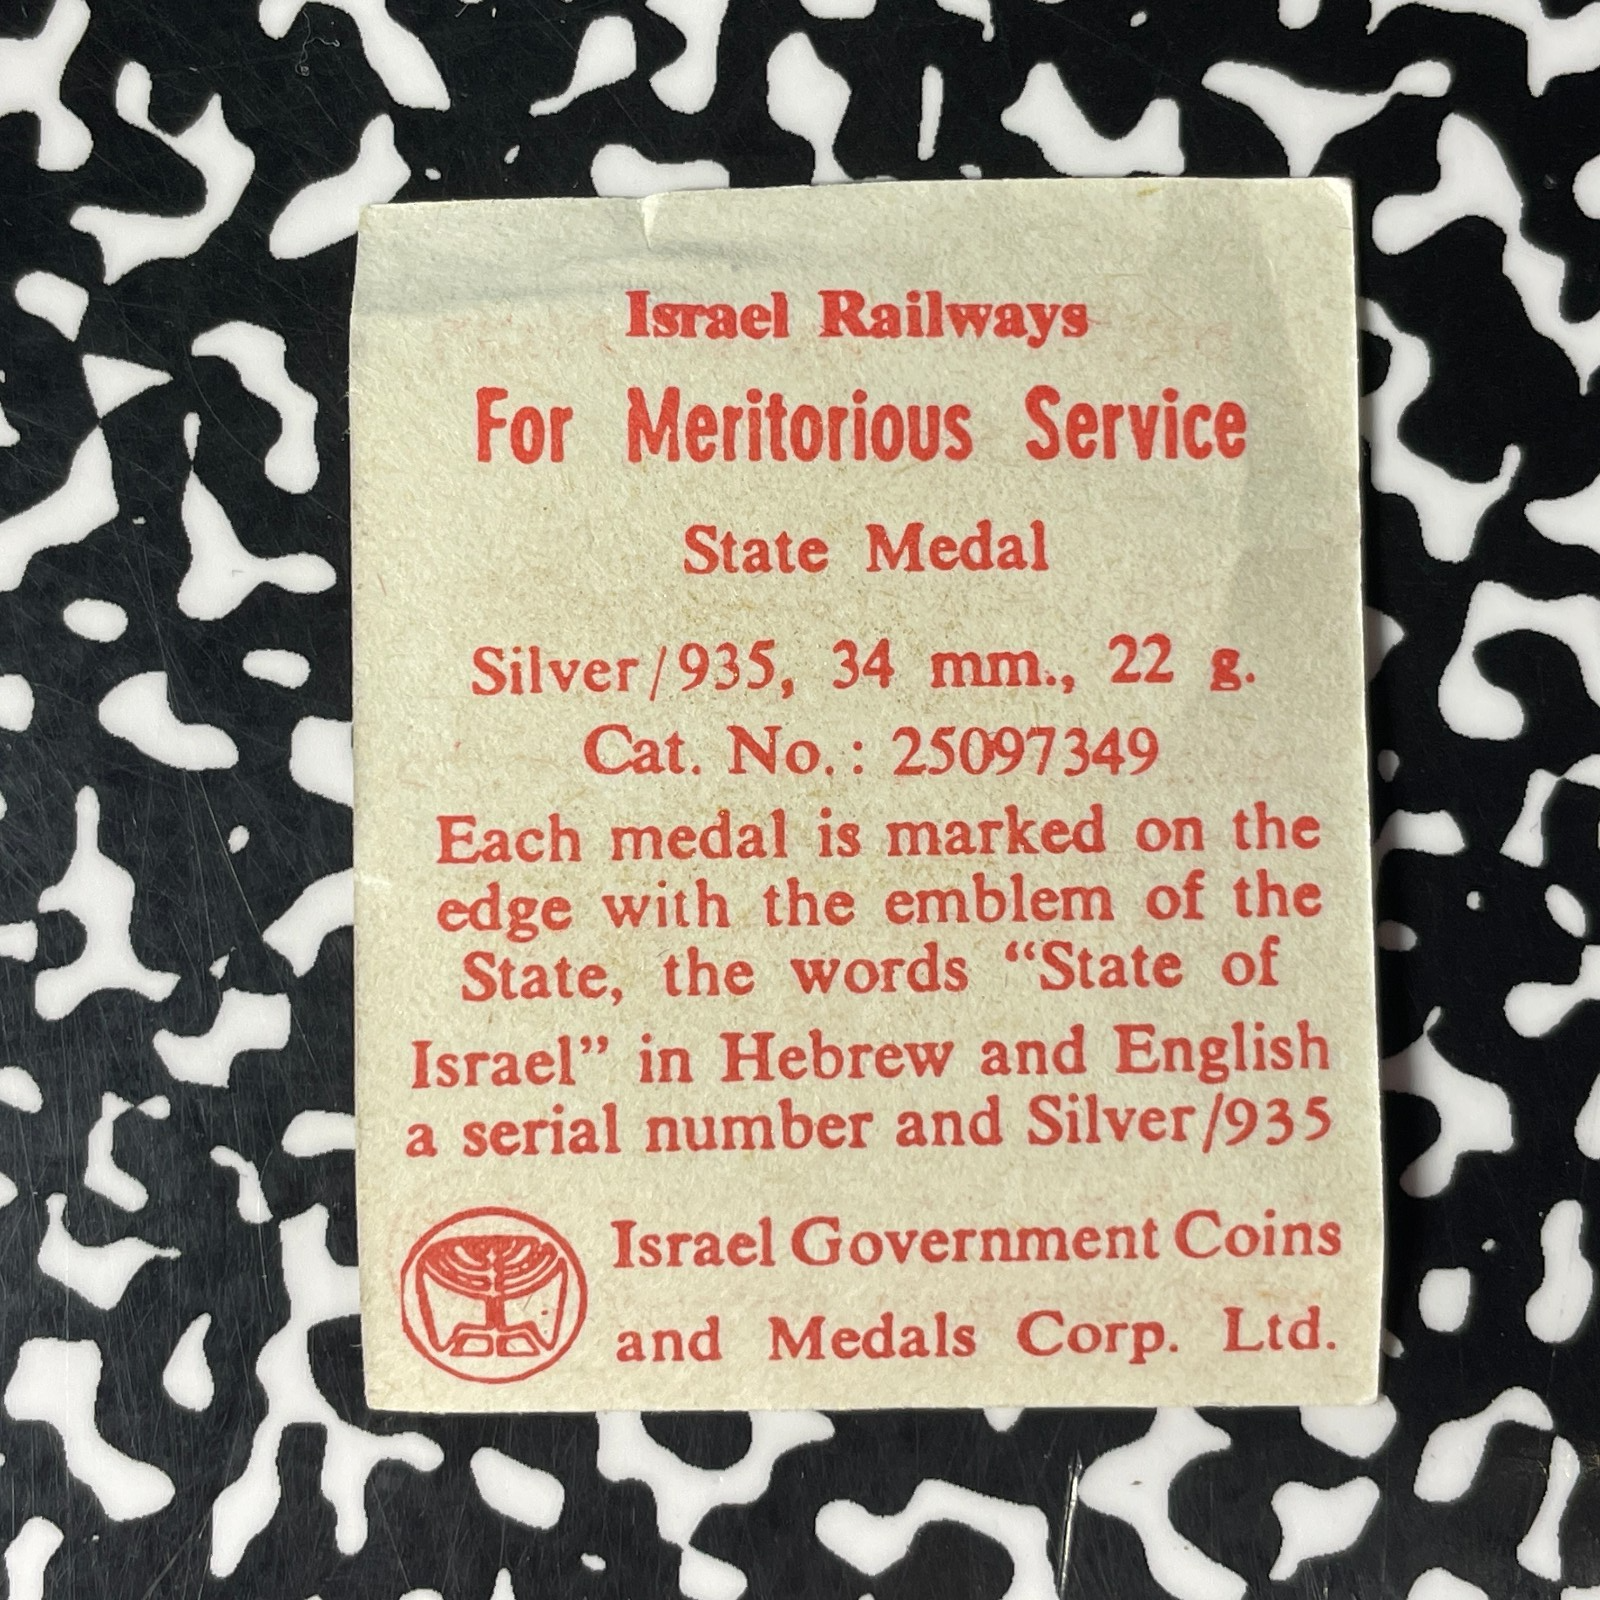 Israel Railways
For Meritorious Service
State Medal
Silver/935, 34 mm., 22 g.
Cat. No.: 25097349
Each medal is marked on the
edge with the emblem of the
State, the words “State of
Israel” in Hebrew and English
a serial number and Silver/935
Israel Government Coins
and Medals Corp. Ltd.